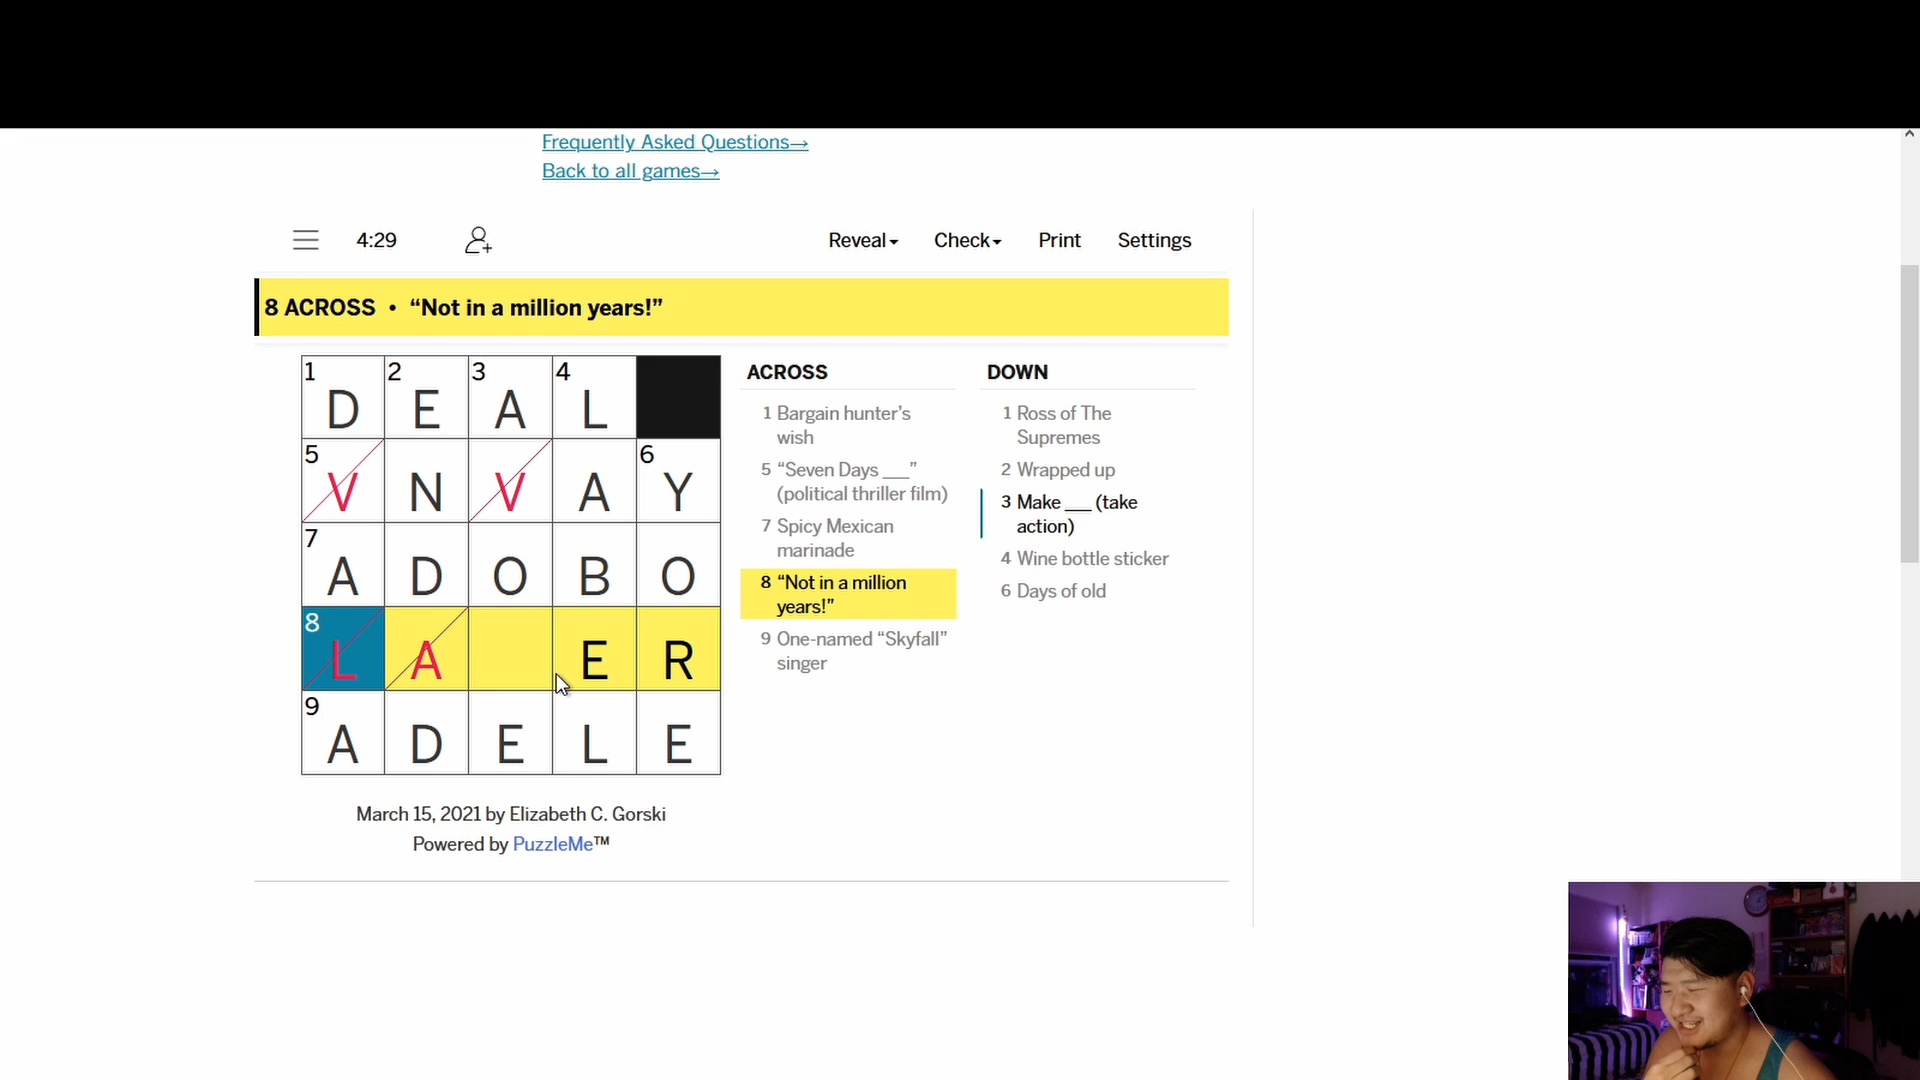 Frequently Asked Questions→
Back to all games→
4:29
Reveal
Check
Print
Settings
8 ACROSS • “Not in a million years!”
1 D 2 E 3 A 4 L
5 V N V A 6 Y
7 A D O B O
8 L A E R
9 A D E L E
March 15, 2021 by Elizabeth C. Gorski
Powered by PuzzleMe™
ACROSS
1 Bargain hunter’s
wish
5 “Seven Days ___”
(political thriller film)
7 Spicy Mexican
marinade
8 “Not in a million
years!”
9 One-named “Skyfall”
singer
DOWN
1 Ross of The
Supremes
2 Wrapped up
3 Make ___ (take
action)
4 Wine bottle sticker
6 Days of old